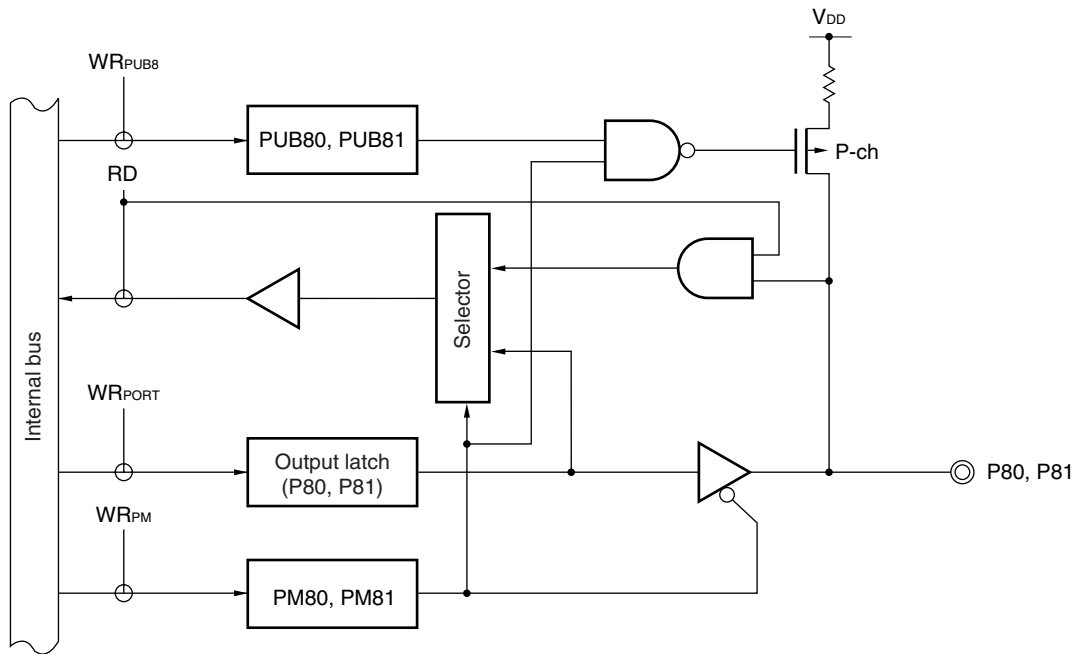 VDD
WRPUB8
PUB80, PUB81
P-ch
RD
Selector
Internal bus
WRPORT
Output latch
(P80, P81)
P80, P81
WRPM
PM80, PM81